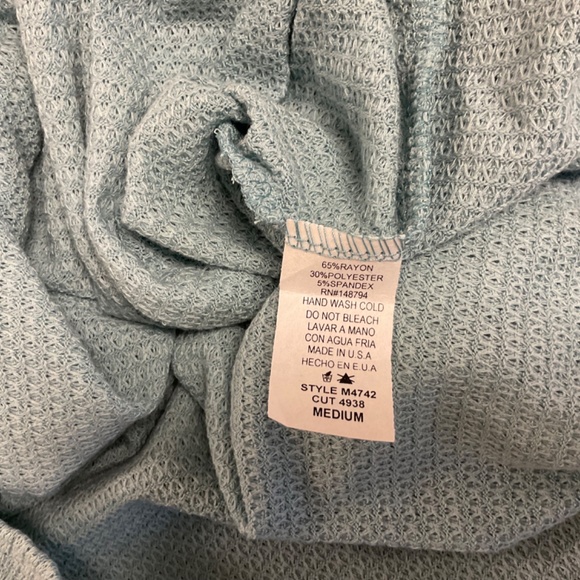 65%RAYON
30%POLYESTER
5%SPANDEX
RN#148794
HAND WASH COLD
DO NOT BLEACH
LAVAR A MANO
CON AGUA FRIA
MADE IN U.S.A
HECHO EN E.U.A
STYLE M4742
CUT 4938
MEDIUM